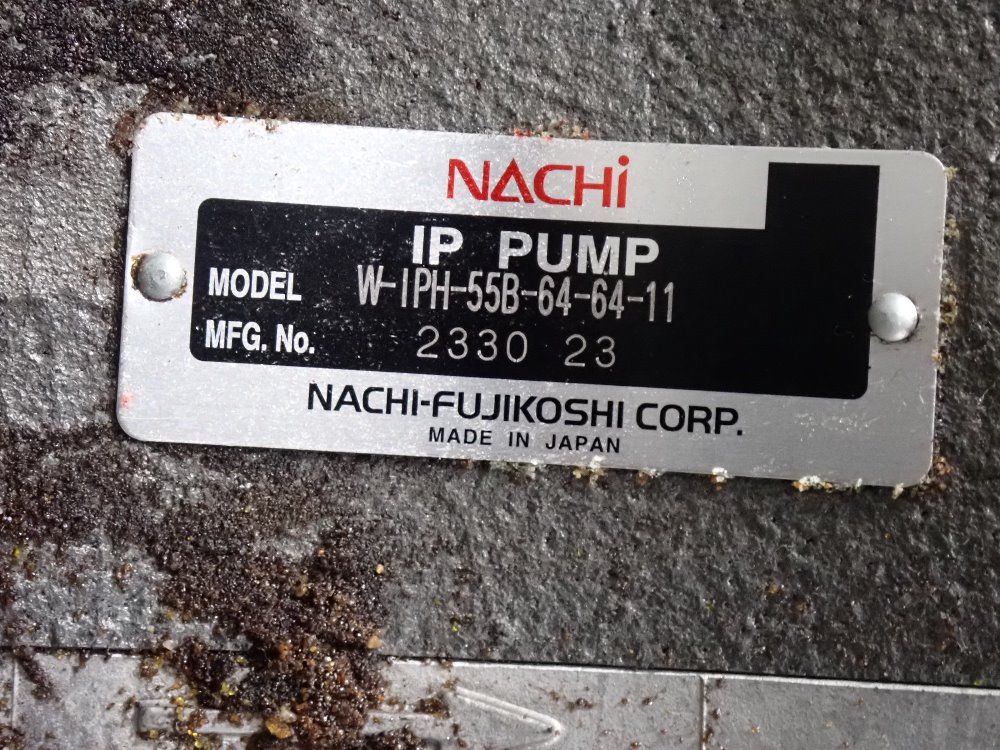 NACHi
IP PUMP
MODEL W-IPH-55B-64-64-11
MFG. No. 2330 23
NACHI-FUJIKOSHI CORP.
MADE IN JAPAN